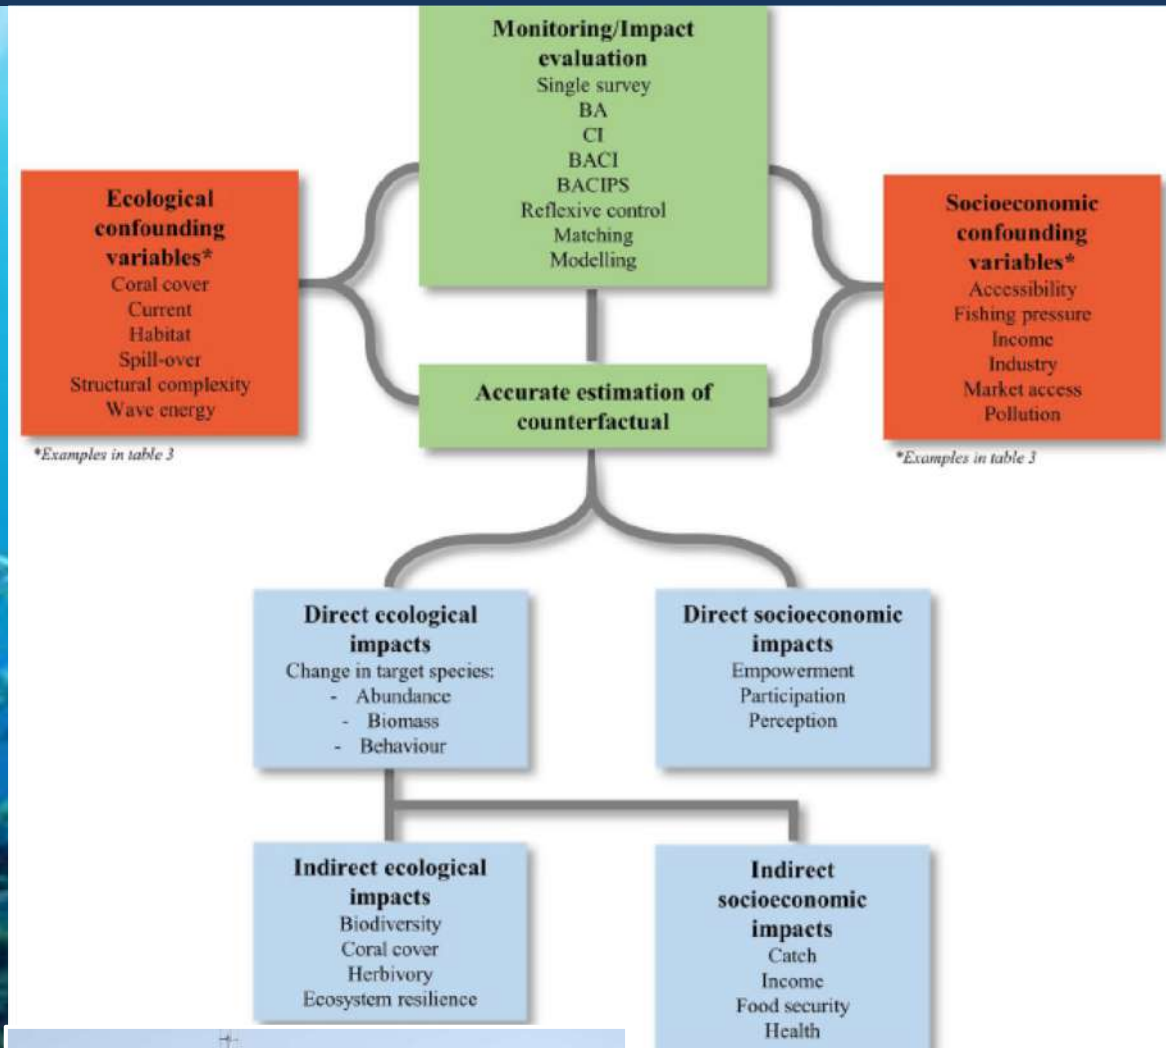 Monitoring/Impact
evaluation
Single survey
BA
CI
BACI
BACIPS
Reflexive control
Matching
Modelling
Ecological
confounding
variables*
Coral cover
Current
Habitat
Spill-over
Structural complexity
Wave energy
*Examples in table 3
Socioeconomic
confounding
variables*
Accessibility
Fishing pressure
Income
Industry
Market access
Pollution
*Examples in table 3
Accurate estimation of
counterfactual
Direct ecological
impacts
Change in target species:
- Abundance
- Biomass
- Behaviour
Direct socioeconomic
impacts
Empowerment
Participation
Perception
Indirect ecological
impacts
Biodiversity
Coral cover
Herbivory
Ecosystem resilience
Indirect
socioeconomic
impacts
Catch
Income
Food security
Health